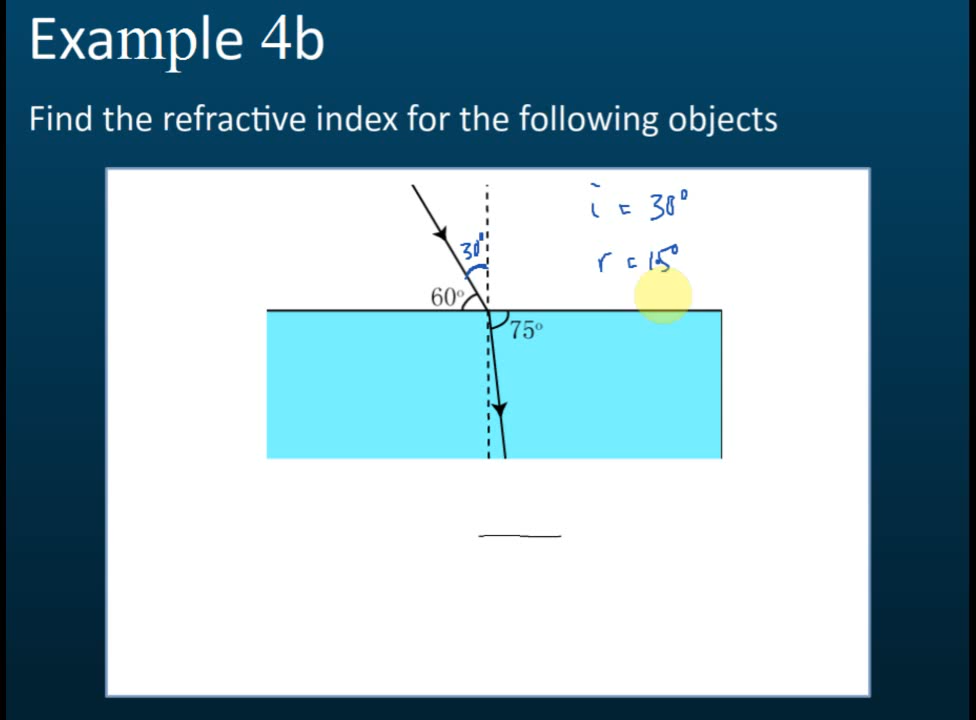 Example 4b
Find the refractive index for the following objects
i = 30°
30°
r = 15°
60°
75°